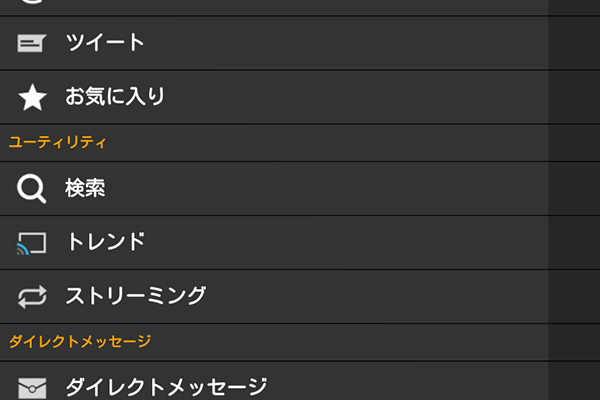 ツイート
お気に入り
ユーティリティ
検索
トレンド
ストリーミング
ダイレクトメッセージ
ダイレクトメッセージ